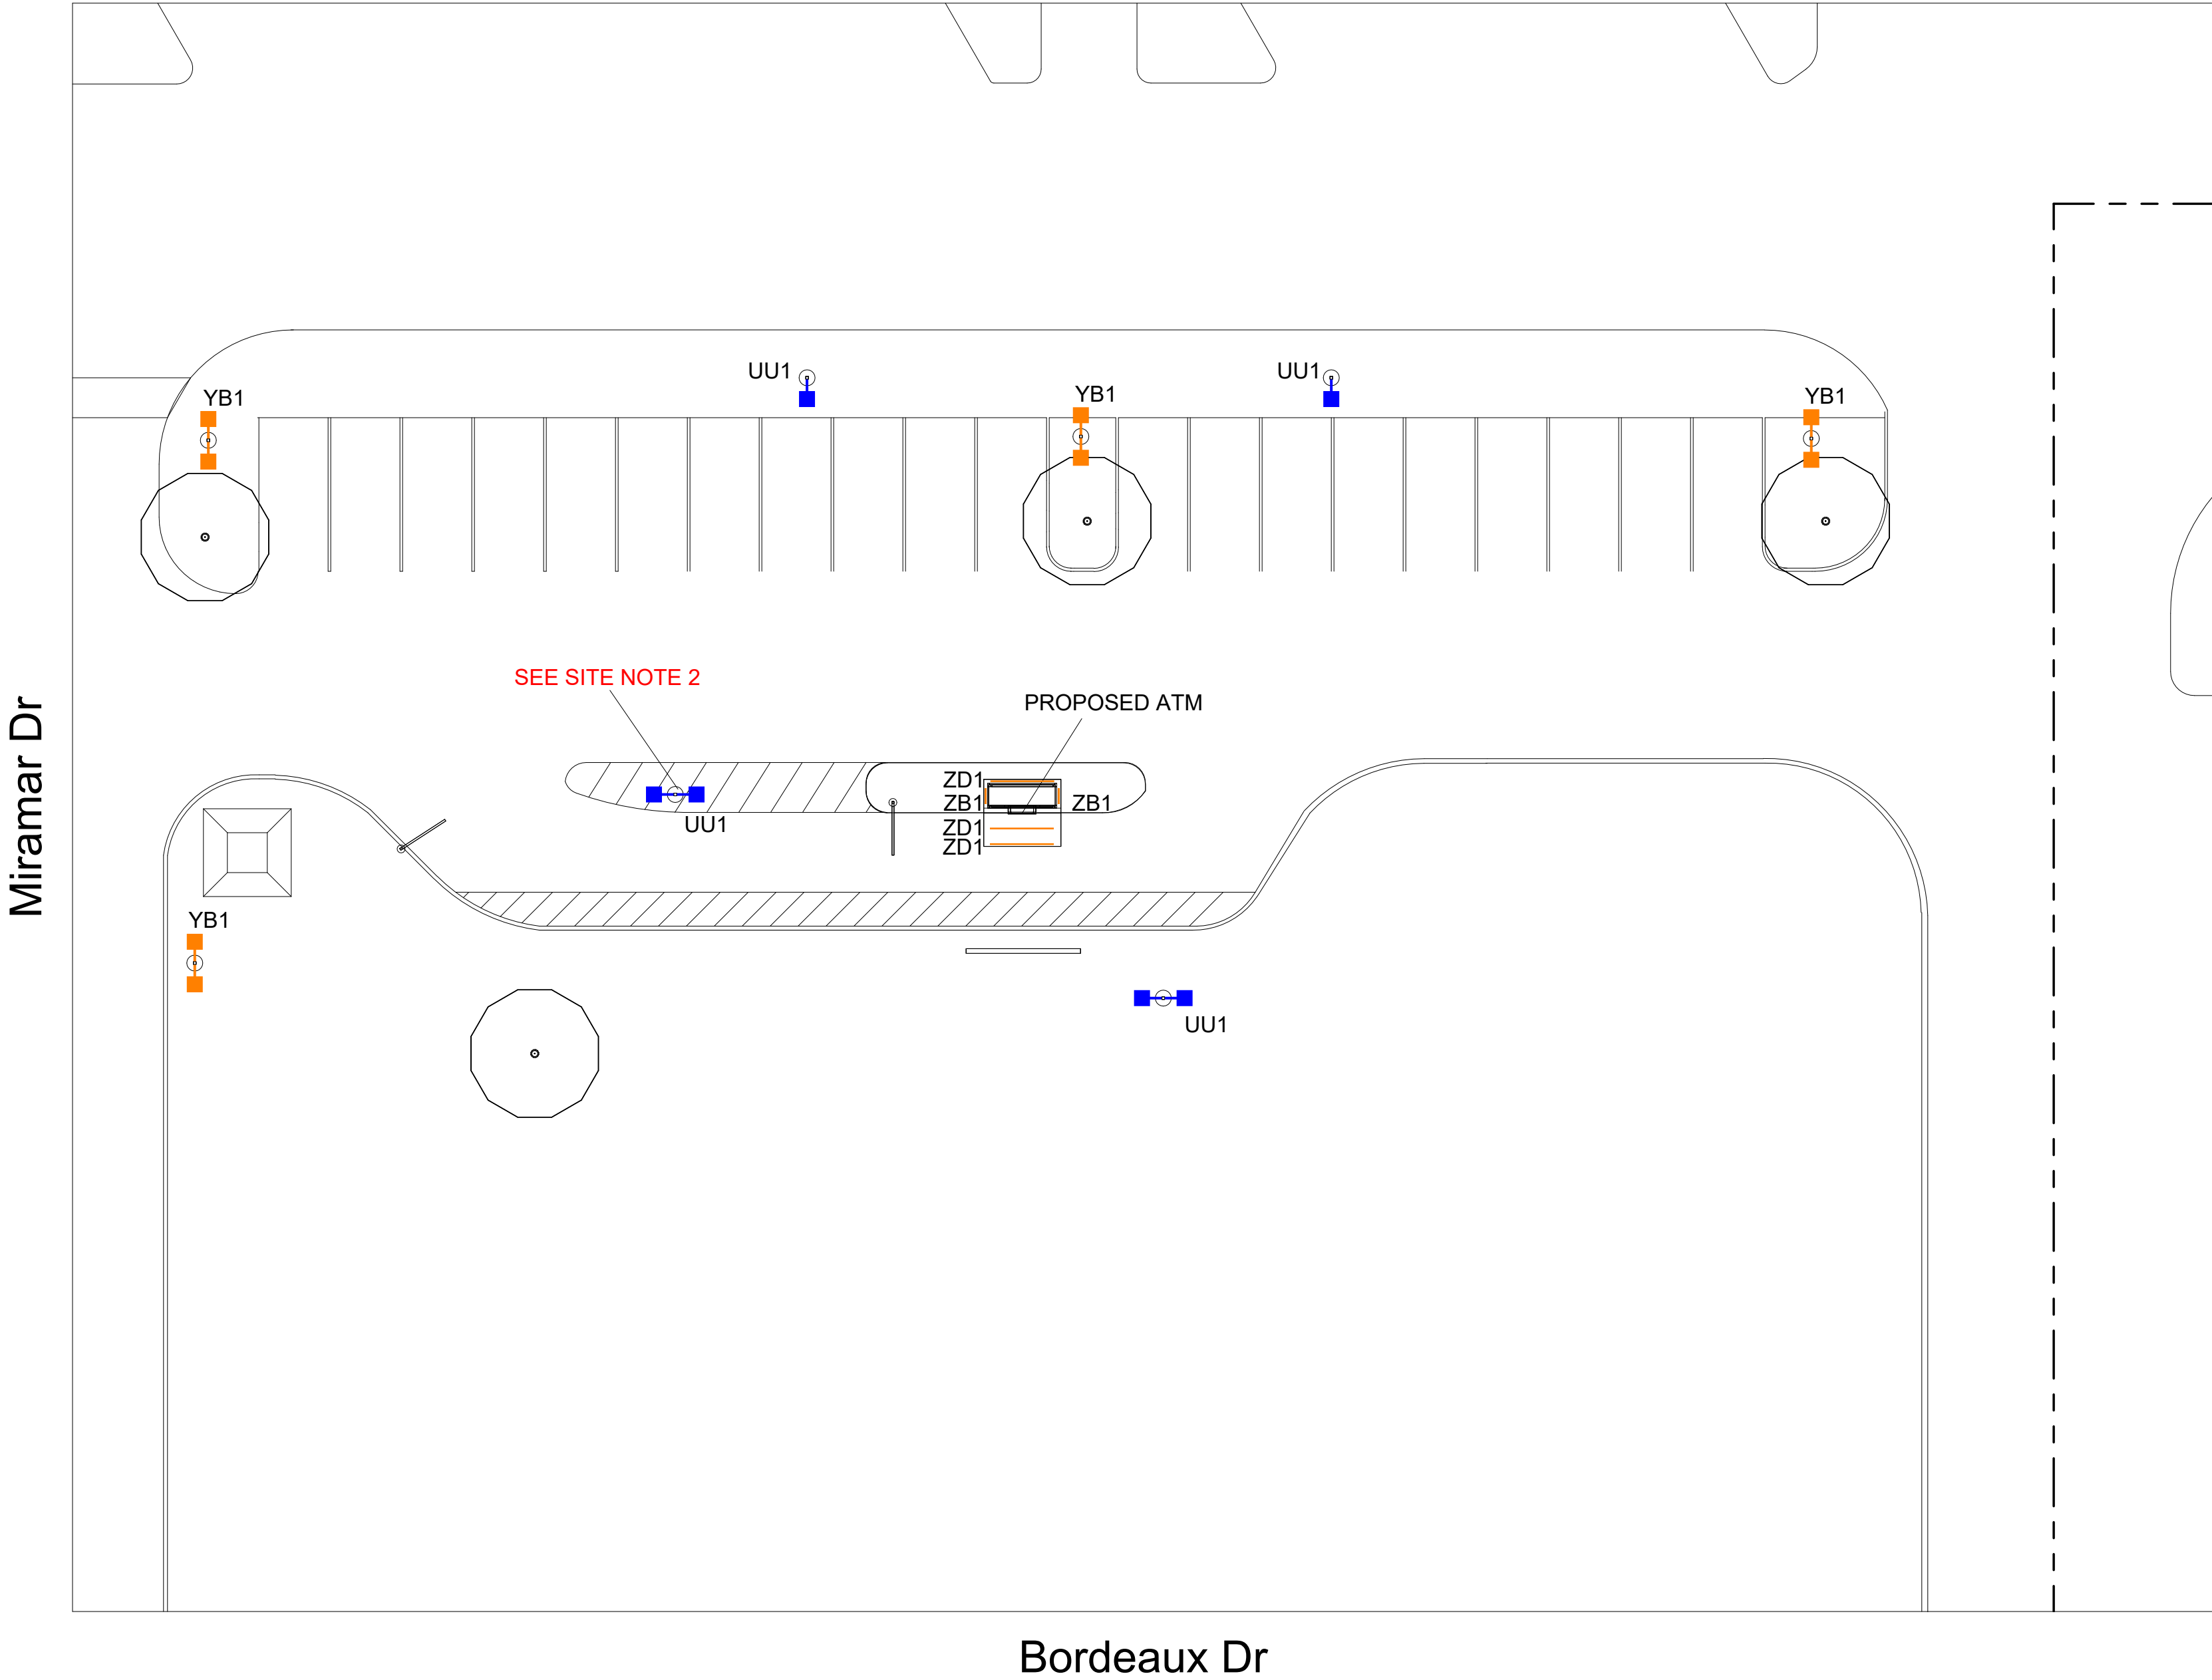 UU1
UU1
YB1
YB1
YB1
SEE SITE NOTE 2
PROPOSED ATM
ZD1
ZB1
ZB1
UU1
ZD1
ZD1
Miramar Dr
YB1
UU1
Bordeaux Dr